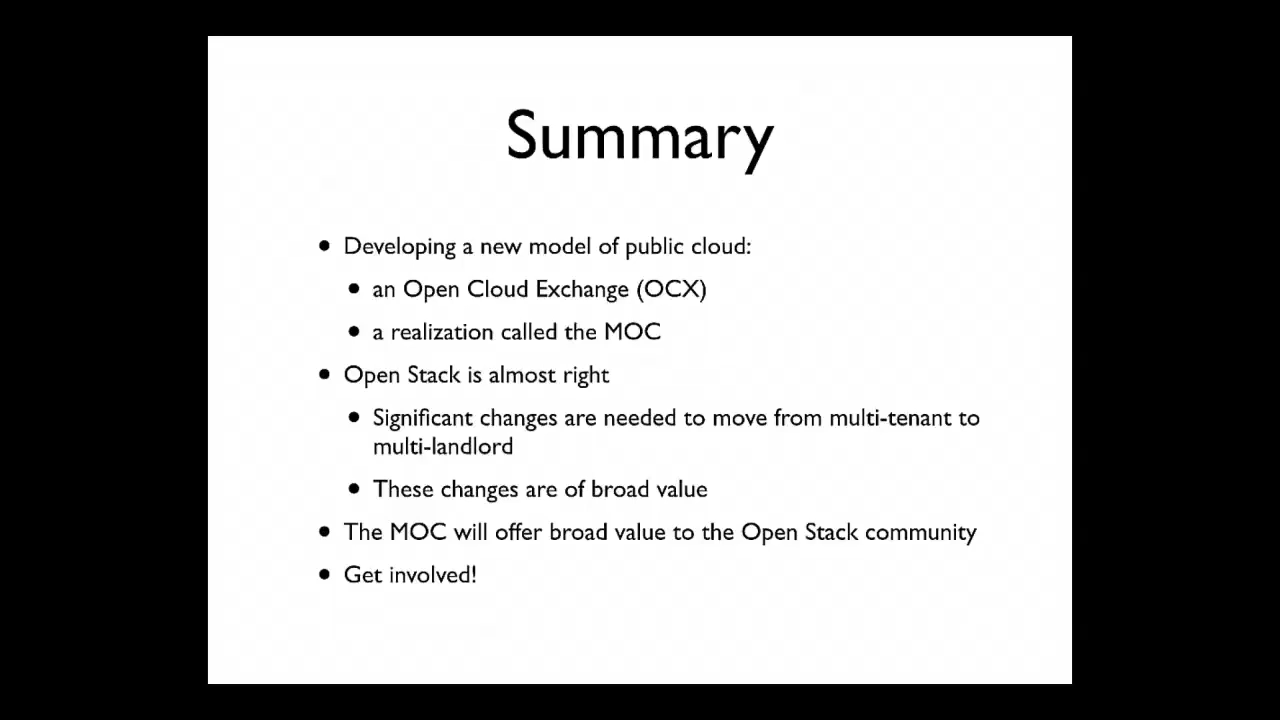 Summary
• Developing a new model of public cloud:
• an Open Cloud Exchange (OCX)
• a realization called the MOC
• Open Stack is almost right
• Significant changes are needed to move from multi-tenant to
multi-landlord
• These changes are of broad value
• The MOC will offer broad value to the Open Stack community
• Get involved!